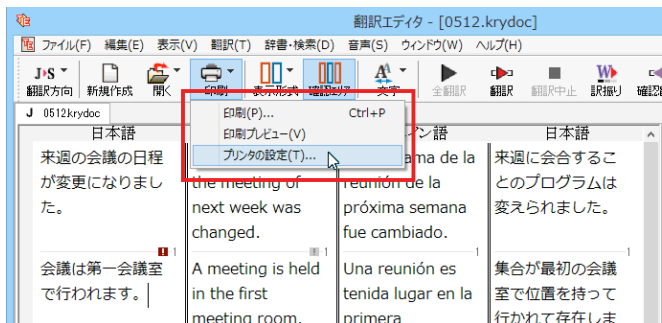 翻訳エディタ - [0512.krydoc]
ファイル(F) 編集(E) 表示(V) 翻訳(T) 辞書・検索(D) 音声(S) ウィンドウ(W) ヘルプ(H)
J▸S
翻訳方向 新規作成 開く 印刷 表示形式 確認エリア 文字 全翻訳 翻訳 翻訳中止 訳振り
J 0512krydoc
印刷(P)... Ctrl+P
印刷プレビュー(V)
プリンタの設定(T)...
日本語
来週の会議の日程
が変更になりまし
た。
1
会議は第一会議室
で行われます。
the meeting of
next week was
changed.
1
A meeting is held
in the first
meeting room.
ン語
ama de la
reunión de la
próxima semana
fue cambiado.
1
Una reunión es
tenida lugar en la
primera
日本語
来週に会合するこ
とのプログラムは
変えられました。
1
集合が最初の会議
室で位置を持って
行かれて存在しま